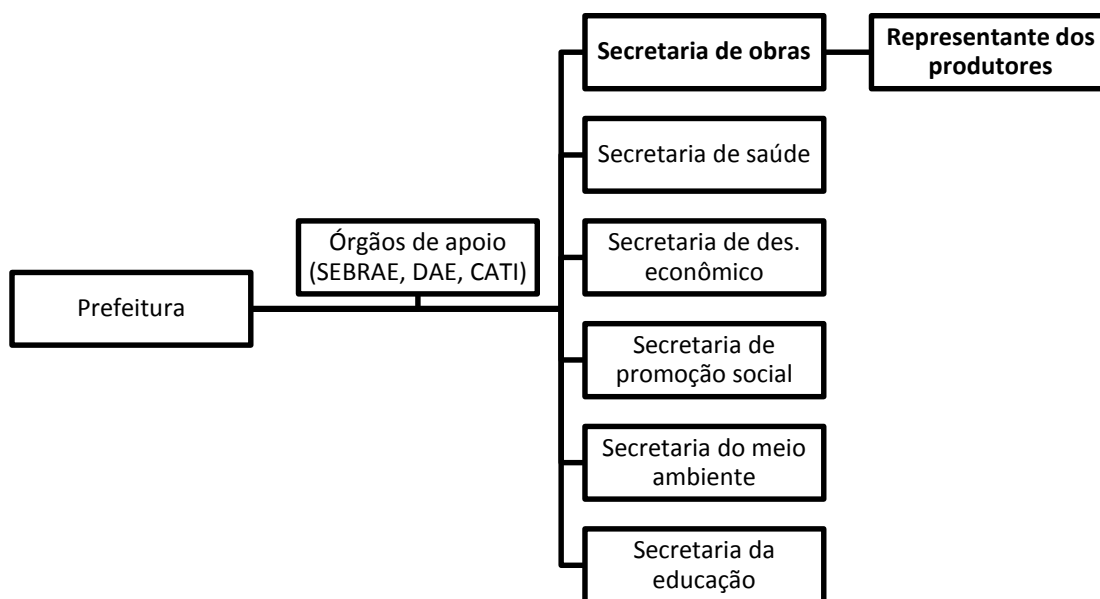 Prefeitura
Órgãos de apoio
(SEBRAE, DAE, CATI)
Secretaria de obras
Representante dos
produtores
Secretaria de saúde
Secretaria de des.
econômico
Secretaria de
promoção social
Secretaria do meio
ambiente
Secretaria da
educação